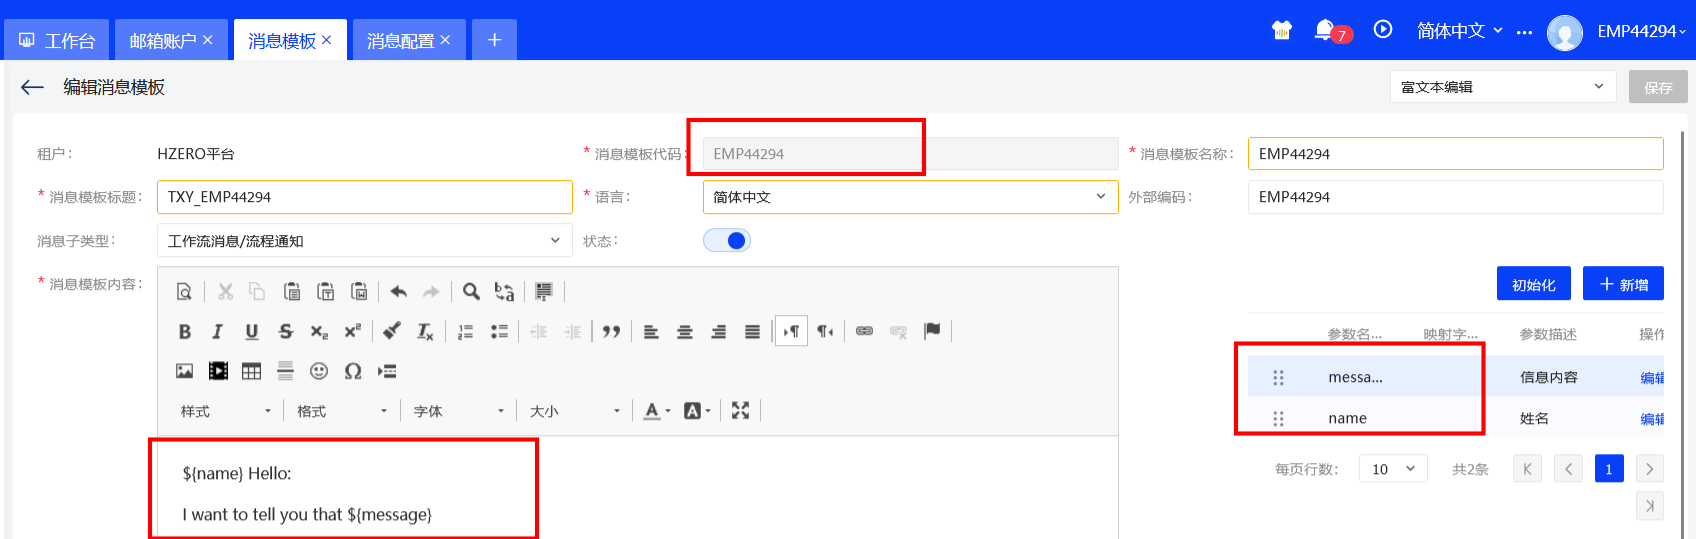 工作台 邮箱账户 × 消息模板 × 消息配置 × + 7 简体中文 ... EMP44294
编辑消息模板 富文本编辑 保存
租户: HZERO平台 * 消息模板代码: EMP44294 * 消息模板名称: EMP44294
* 消息模板标题: TXY_EMP44294 * 语言: 简体中文 外部编码: EMP44294
消息子类型: 工作流消息/流程通知 状态:
* 消息模板内容: 初始化 + 新增
参数名... 映射字... 参数描述 操作
messa... 信息内容 编辑
name 姓名 编辑
样式 格式 字体 大小
每页行数: 10 共2条 1
${name} Hello:
I want to tell you that ${message}